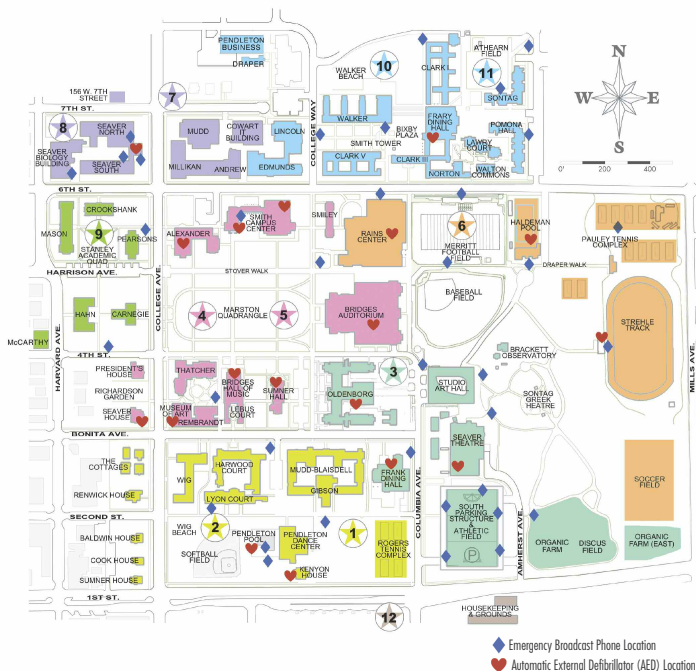 PENDLETON
BUSINESS
DRAPER
ATHEARN
FIELD
CLARK I
10
WALKER
BEACH
11
SONTAG
N
W
E
S
0'
200
400
156 W. 7TH
STREET
7
7TH ST.
8
SEAVER
NORTH
SEAVER
BIOLOGY
BUILDING
SEAVER
SOUTH
MUDD
COWART
IT
BUILDING
LINCOLN
MILLIKAN
ANDREW
EDMUNDS
COLLEGE WAY
WALKER
BIXBY
PLAZA
SMITH TOWER
FRARY
DINING
HALL
POMONA
HALL
LAWRY
COURT
CLARK V
CLARK III
NORTON
WALTON
COMMONS
6TH ST.
MASON
CROOKSHANK
9
PEARSONS
STANLEY
ACADEMIC
QUAD
ALEXANDER
SMITH
CAMPUS
CENTER
SMILEY
RAINS
CENTER
6
MERRITT
FOOTBALL
FIELD
HALDEMAN
POOL
PAULEY TENNIS
COMPLEX
DRAPER WALK
HARRISON AVE.
STOVER WALK
COLLEGE AVE.
HAHN
CARNEGIE
4
MARSTON
QUADRANGLE
5
BRIDGES
AUDITORIUM
BASEBALL
FIELD
STREHLE
TRACK
McCARTHY
HARVARD AVE.
4TH ST.
MILLS AVE.
PRESIDENT'S
HOUSE
RICHARDSON
GARDEN
SEAVER
HOUSE
THATCHER
BRIDGES
HALL OF
MUSIC
SUMNER
HALL
MUSEUM
OF ART
LEBUS
COURT
REMBRANDT
OLDENBORG
3
STUDIO
ART HALL
BRACKETT
OBSERVATORY
SONTAG
GREEK
THEATRE
BONITA AVE.
THE
COTTAGES
RENWICK HOUSE
WIG
HARWOOD
COURT
LYON COURT
MUDD-BLAISDELL
GIBSON
FRANK
DINING
HALL
SEAVER
THEATRE
SOCCER
FIELD
COLUMBIA AVE.
SECOND ST.
BALDWIN HOUSE
COOK HOUSE
SUMNER HOUSE
WIG
BEACH
2
SOFTBALL
FIELD
PENDLETON
POOL
PENDLETON
DANCE
CENTER
KENYON
HOUSE
1
ROGERS
TENNIS
COMPLEX
SOUTH
PARKING
STRUCTURE
&
ATHLETIC
FIELD
P
AMHERST AVE.
ORGANIC
FARM
DISCUS
FIELD
ORGANIC
FARM (EAST)
1ST ST.
12
HOUSEKEEPING
& GROUNDS
Emergency Broadcast Phone Location
Automatic External Defibrillator (AED) Location